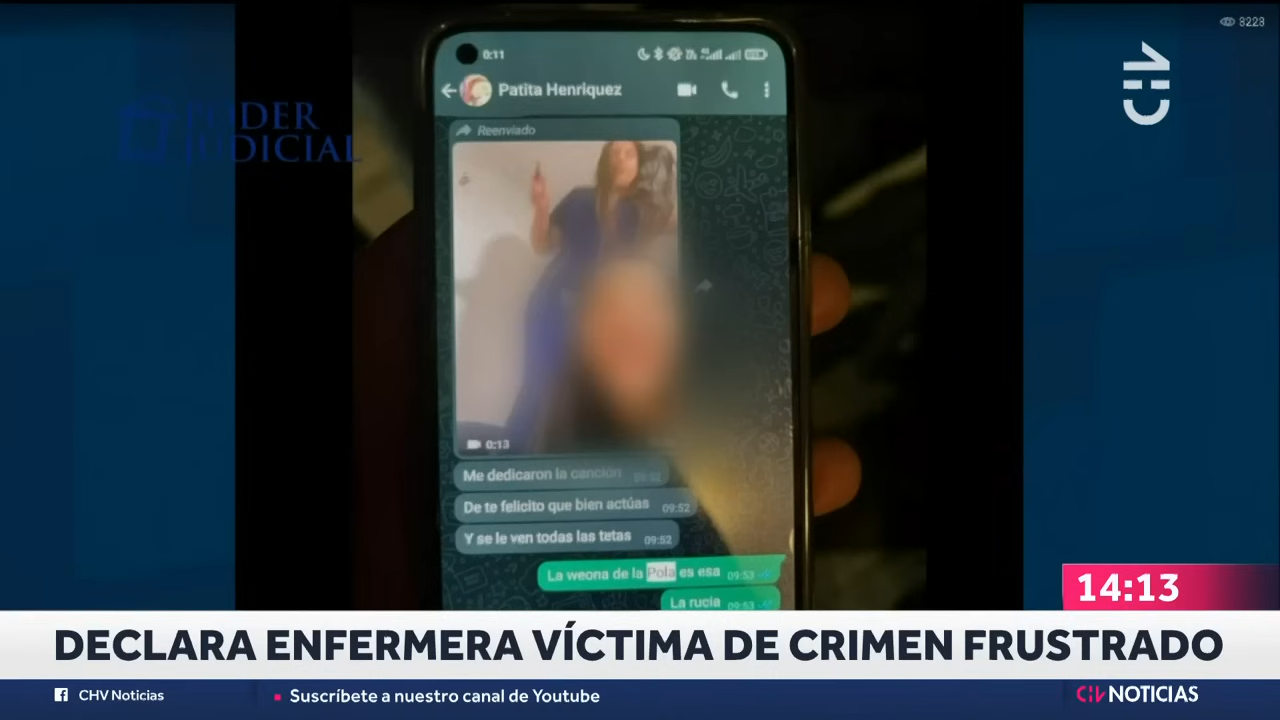 8223
CHV
PODER
JUDICIAL
0:11
Patita Henriquez
Reenviado
0:13
Me dedicaron la canción 09:52
De te felicito que bien actúas 09:52
Y se le ven todas las tetas 09:52
La weona de la Pola es esa 09:53
La rucia 09:53
14:13
DECLARA ENFERMERA VÍCTIMA DE CRIMEN FRUSTRADO
CHV Noticias
Suscríbete a nuestro canal de Youtube
CHV NOTICIAS